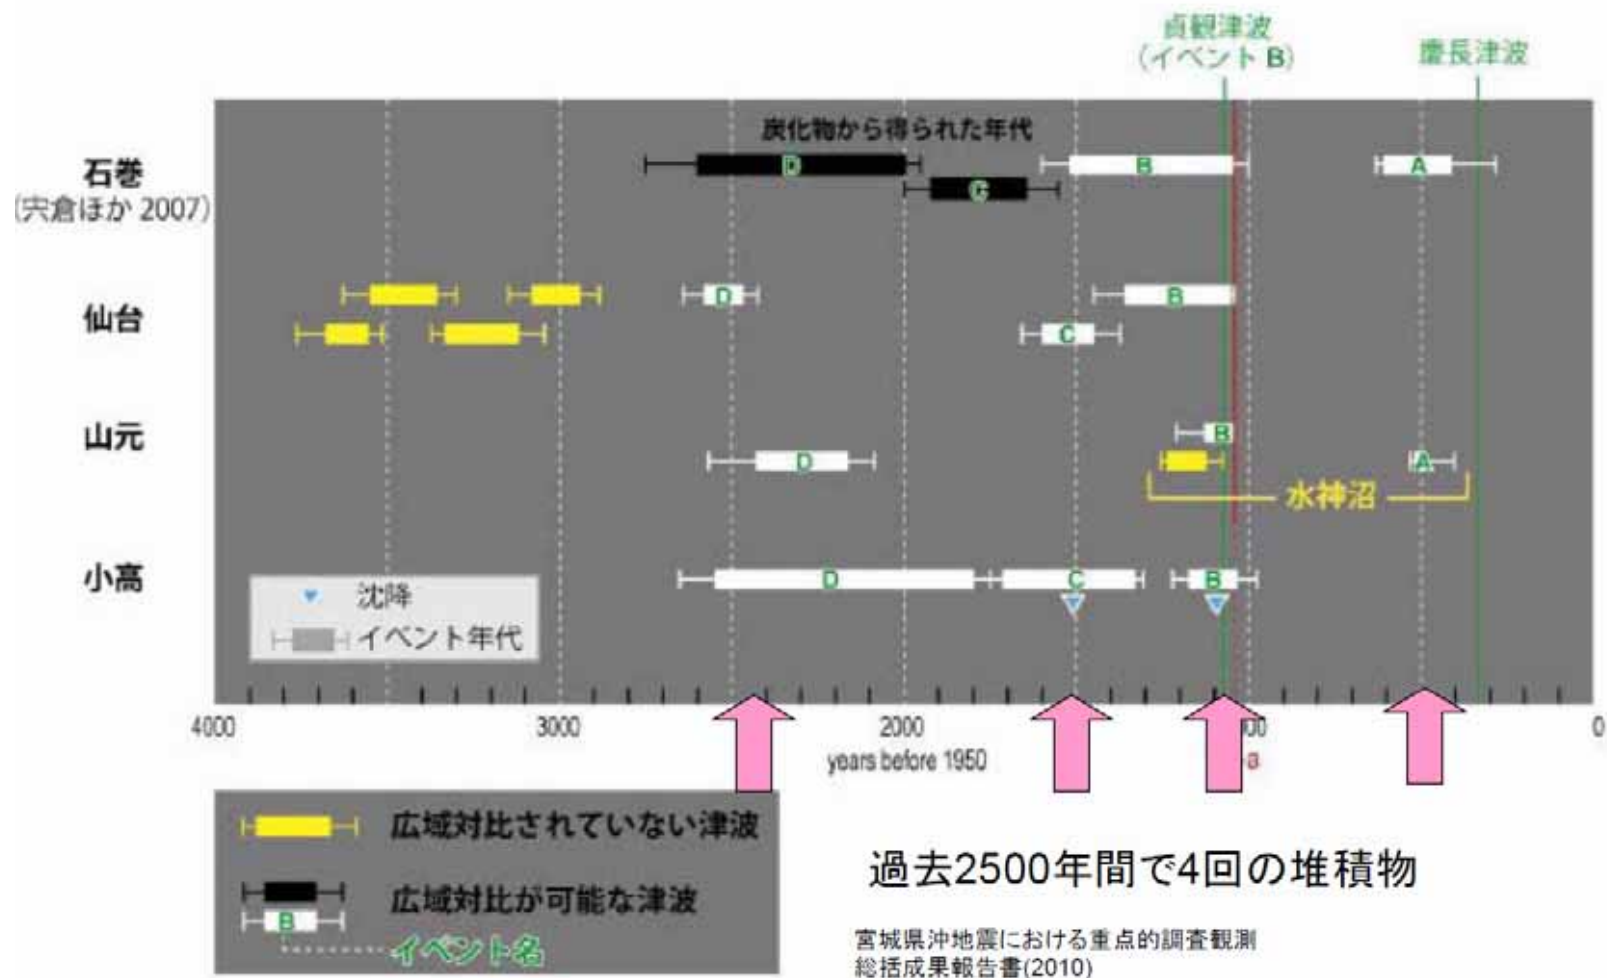 貞観津波
(イベント B)
慶長津波
炭化物から得られた年代
石巻
(宍倉ほか 2007)
D
B
A
C
仙台
D
B
C
山元
B
D
A
水神沼
小高
D
C
B
沈降
イベント年代
4000
3000
2000
0
years before 1950
広域対比されていない津波
広域対比が可能な津波
B
イベント名
過去2500年間で4回の堆積物
宮城県沖地震における重点的調査観測
総括成果報告書(2010)